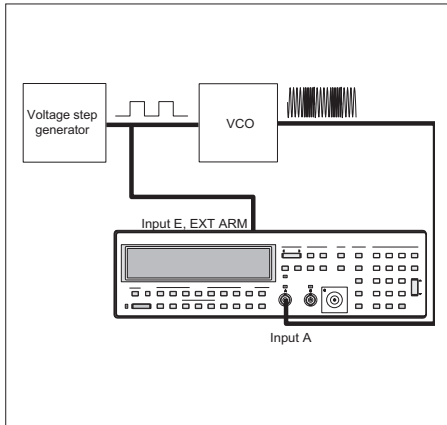 Voltage step
generator
VCO
Input E, EXT ARM
Input A